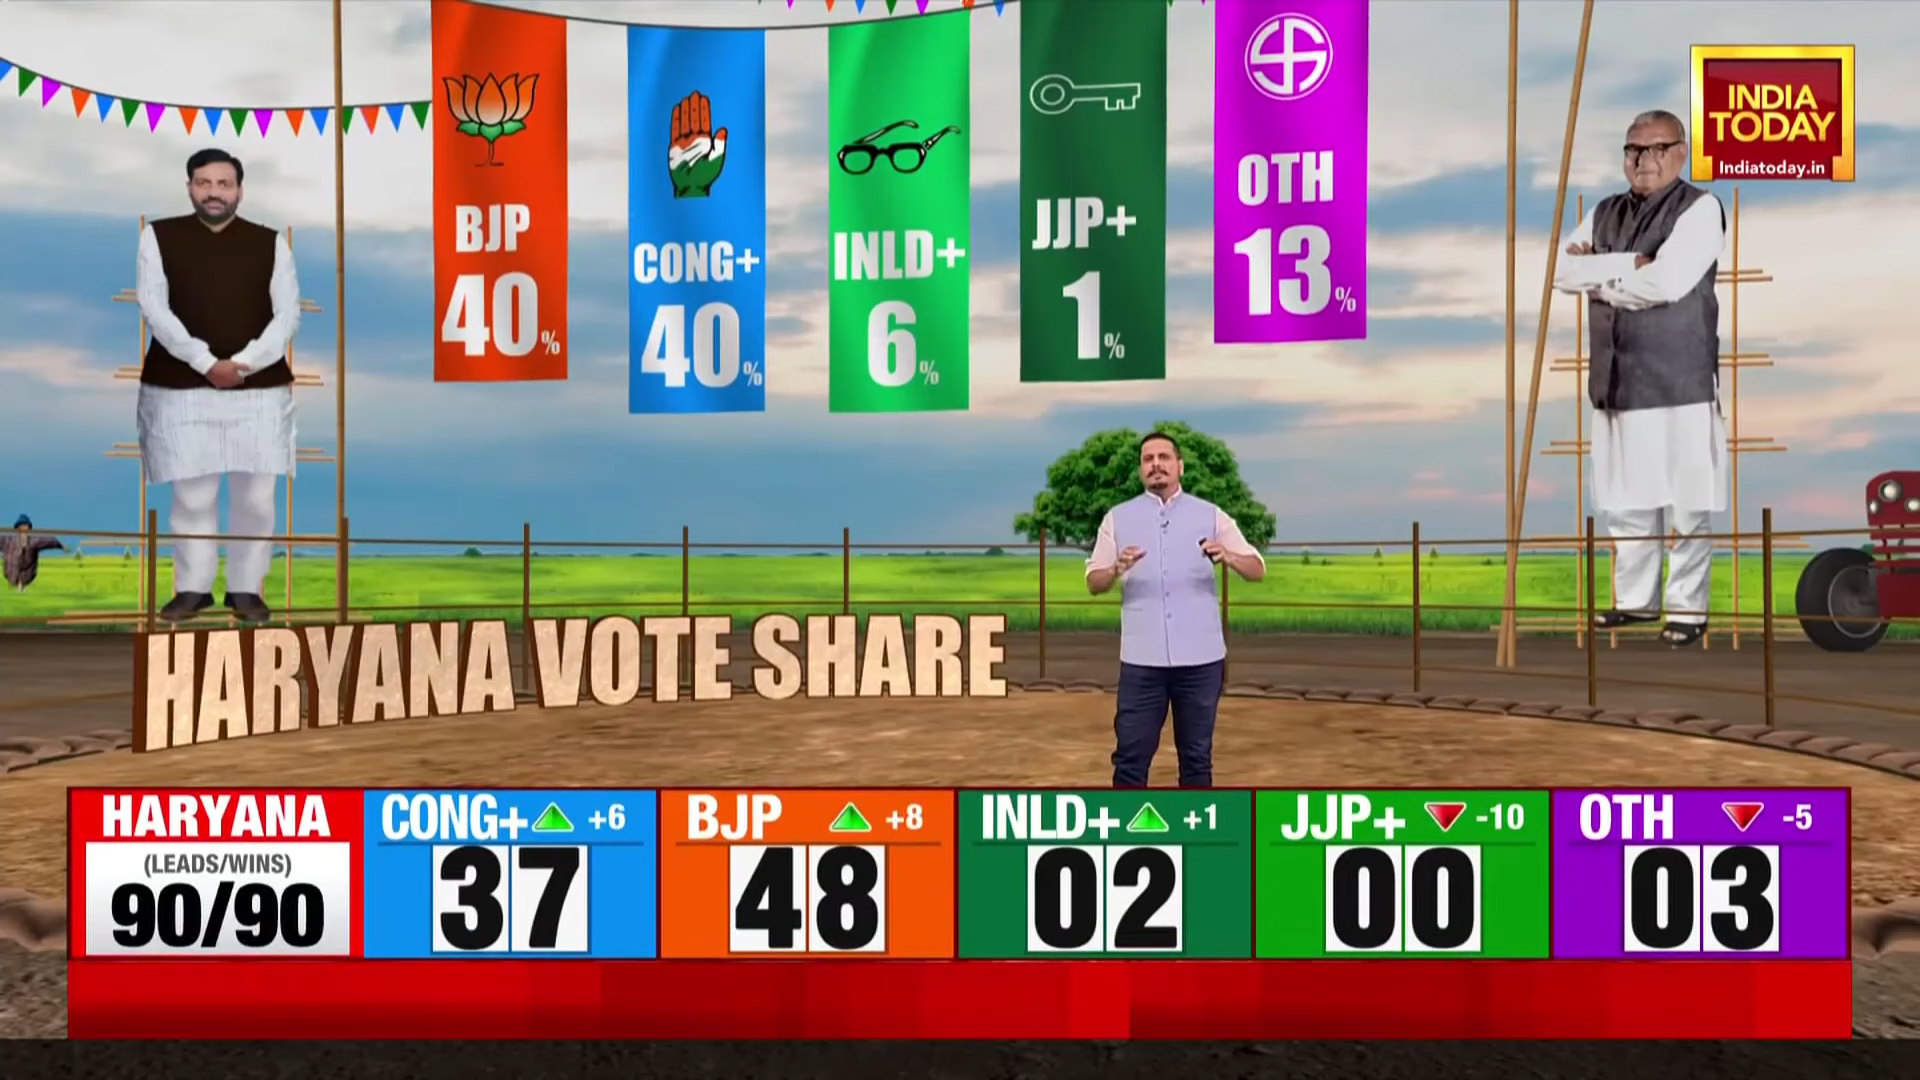 INDIA
TODAY
Indiatoday.in
BJP
40%
CONG+
40%
INLD+
6%
JJP+
1%
OTH
13%
HARYANA VOTE SHARE
HARYANA
(LEADS/WINS)
90/90
CONG+ +6
37
BJP +8
48
INLD+ +1
02
JJP+ -10
00
OTH -5
03